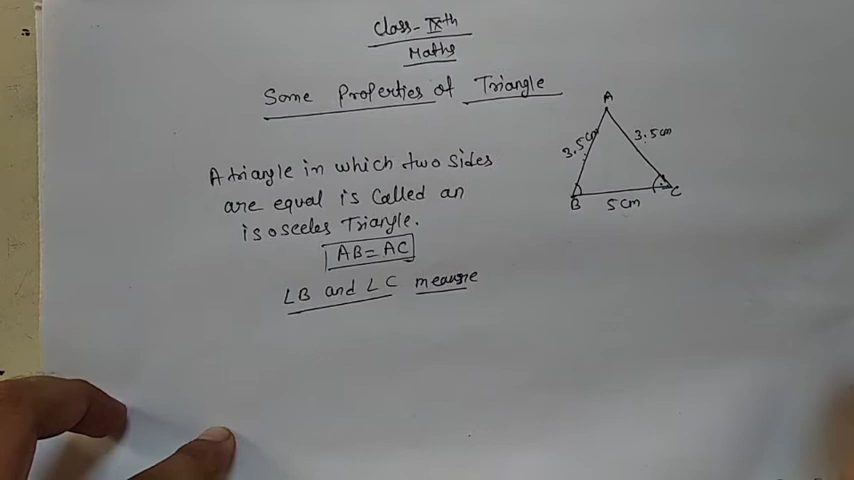 Class-IXth
Maths
Some Properties of Triangle
A triangle in which two sides
are equal is called an
isosceles Triangle.
AB=AC
∠B and ∠C measure
A
3.5cm
3.5cm
B
C
5cm